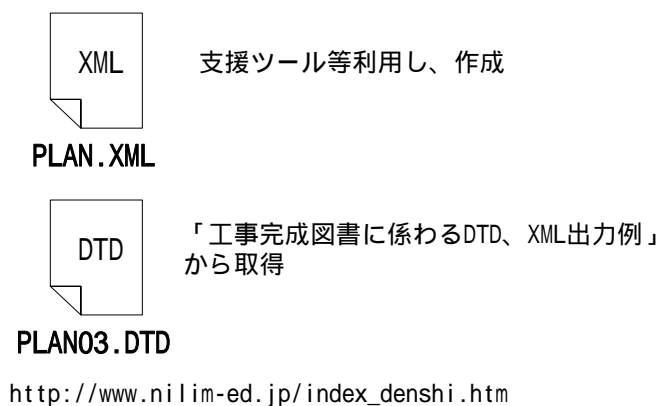 XML
支援ツール等利用し、作成
PLAN.XML
DTD
「工事完成図書に係わるDTD、XML出力例」
から取得
PLAN03.DTD
http://www.nilim-ed.jp/index_denshi.htm